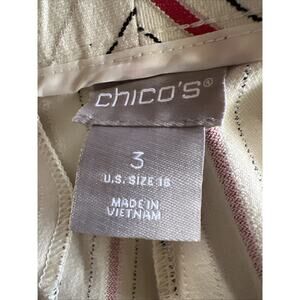 chico's®
3
U.S. SIZE 16
MADE IN
VIETNAM